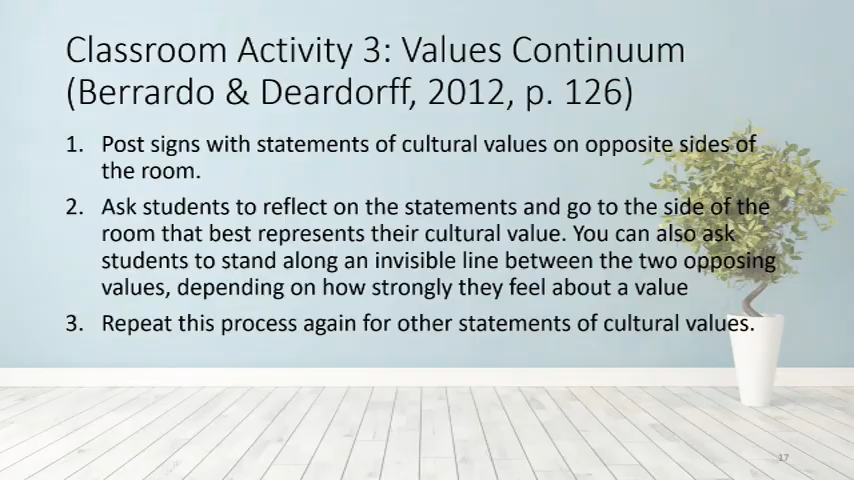 Classroom Activity 3: Values Continuum
(Berrardo & Deardorff, 2012, p. 126)
1. Post signs with statements of cultural values on opposite sides of
the room.
2. Ask students to reflect on the statements and go to the side of the
room that best represents their cultural value. You can also ask
students to stand along an invisible line between the two opposing
values, depending on how strongly they feel about a value
3. Repeat this process again for other statements of cultural values.
17